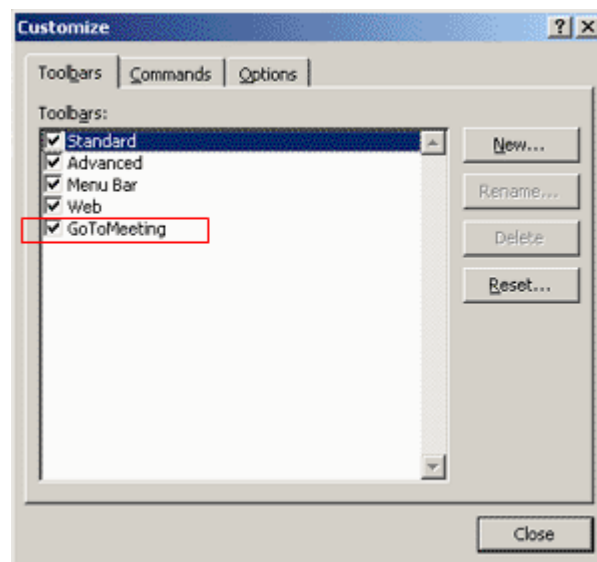 Customize
Toolbars Commands Options
Toolbars:
Standard
Advanced
Menu Bar
Web
GoToMeeting
New...
Rename...
Delete
Reset...
Close